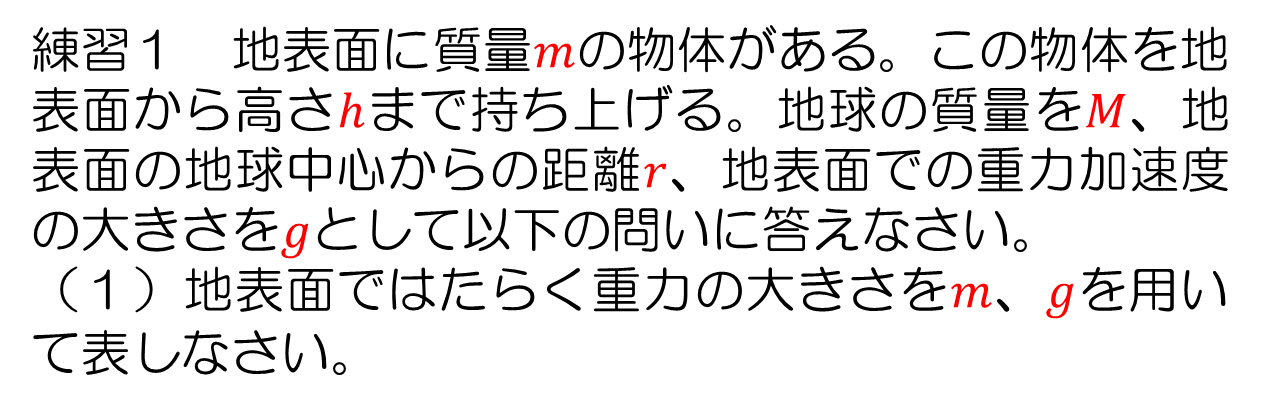 練習１　地表面に質量mの物体がある。この物体を地
表面から高さhまで持ち上げる。地球の質量をM、地
表面の地球中心からの距離r、地表面での重力加速度
の大きさをgとして以下の問いに答えなさい。
（１）地表面ではたらく重力の大きさをm、gを用い
て表しなさい。